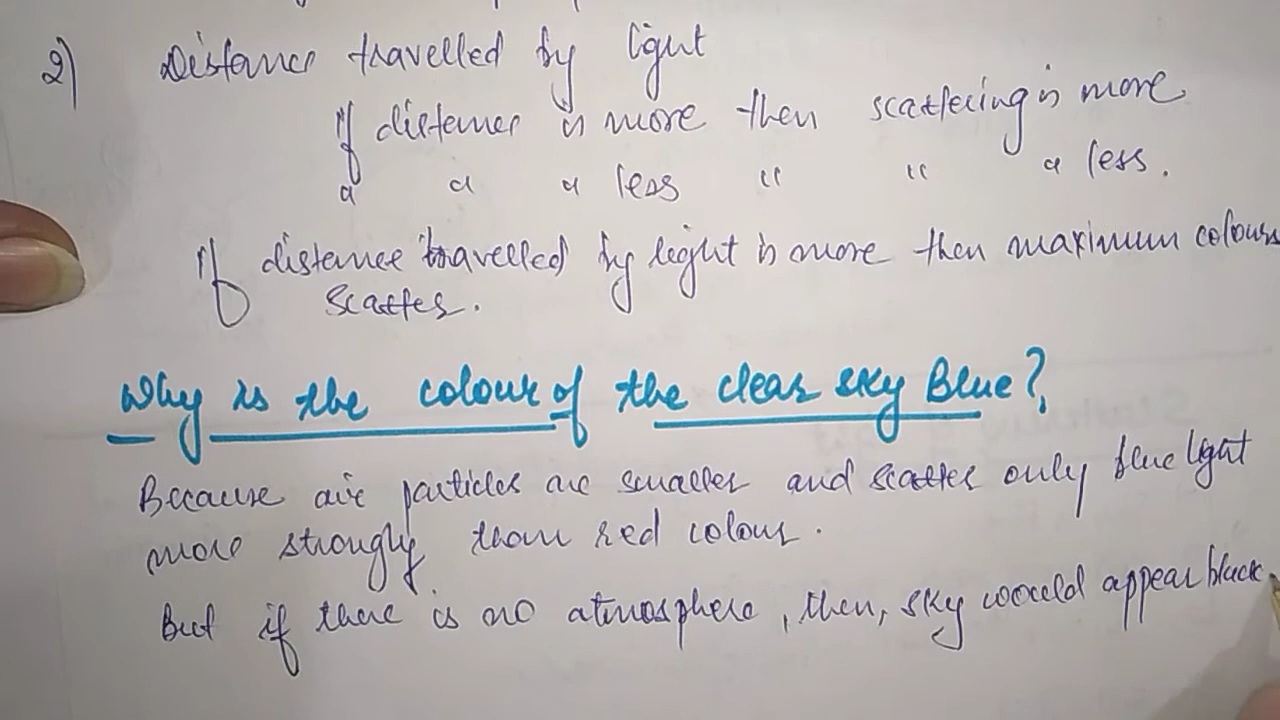 2) Distance travelled by light
If distance is more then scattering is more
" " " less " " " less.
If distance travelled by light is more then maximum colours
scatter.
Why is the colour of the clear sky Blue?
Because air particles are smaller and scatter only blue light
more strongly than red colour.
But if there is no atmosphere, then, sky would appear black